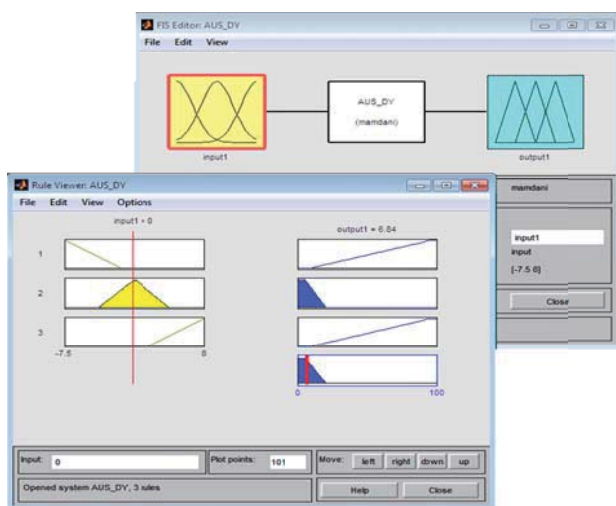 FIS Editor: AUS_DY
File Edit View
AUS_DY
(mamdani)
input1
output1
mamdani
input1
input
[-7.5 8]
Close
Rule Viewer: AUS_DY
File Edit View Options
input1 = 0
output1 = 6.84
1
2
3
-7.5 8
0 100
Input: 0
Plot points: 101
Move: left right down up
Opened system AUS_DY, 3 rules
Help Close